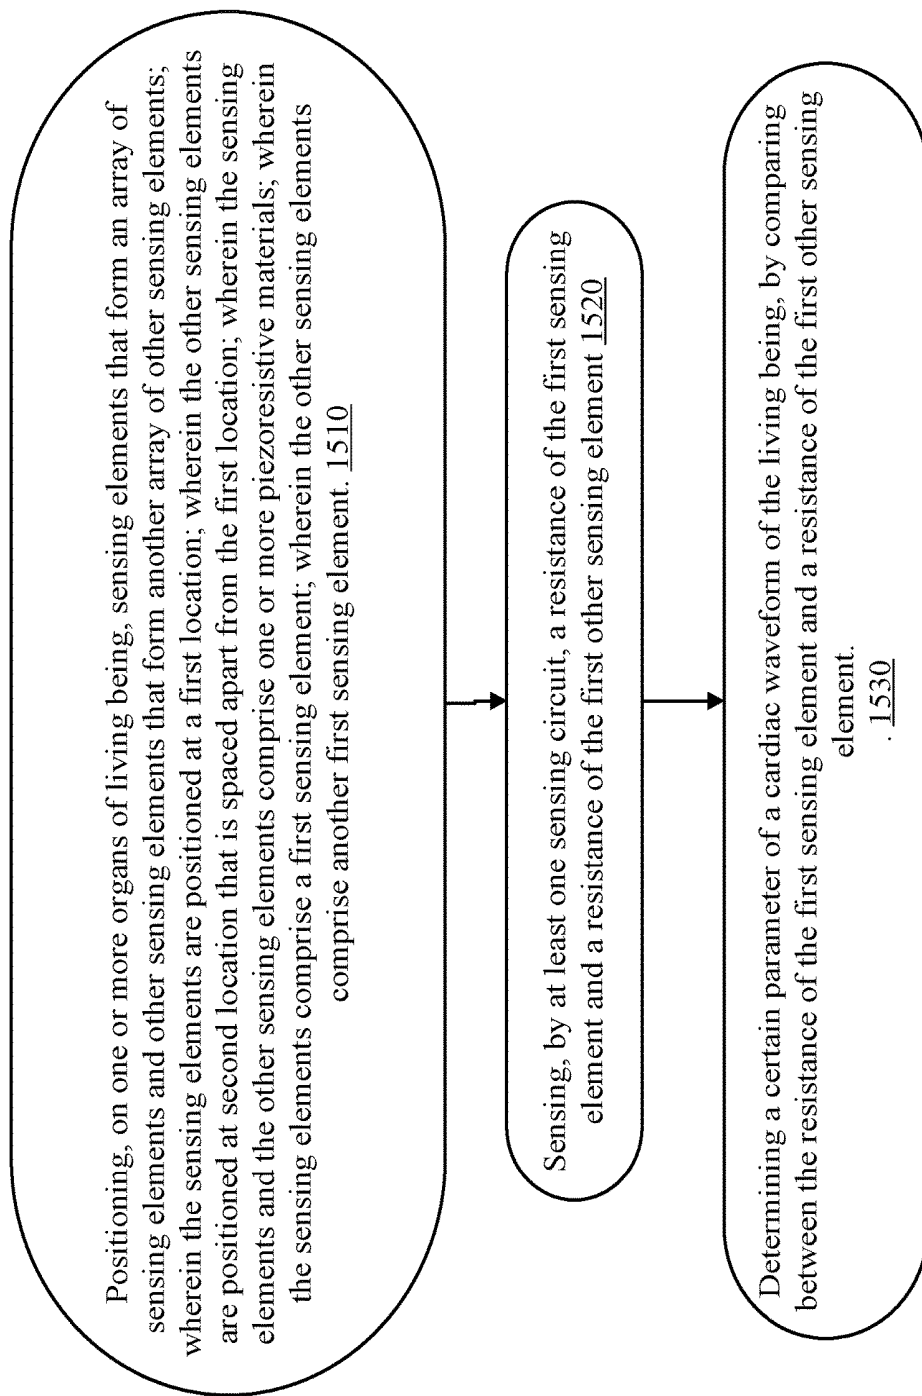 Positioning, on one or more organs of living being, sensing elements that form an array of
sensing elements and other sensing elements that form another array of other sensing elements;
wherein the sensing elements are positioned at a first location; wherein the other sensing elements
are positioned at second location that is spaced apart from the first location; wherein the sensing
elements and the other sensing elements comprise one or more piezoresistive materials; wherein
the sensing elements comprise a first sensing element; wherein the other sensing elements
comprise another first sensing element. 1510
Sensing, by at least one sensing circuit, a resistance of the first sensing
element and a resistance of the first other sensing element 1520
Determining a certain parameter of a cardiac waveform of the living being, by comparing
between the resistance of the first sensing element and a resistance of the first other sensing
element.
. 1530